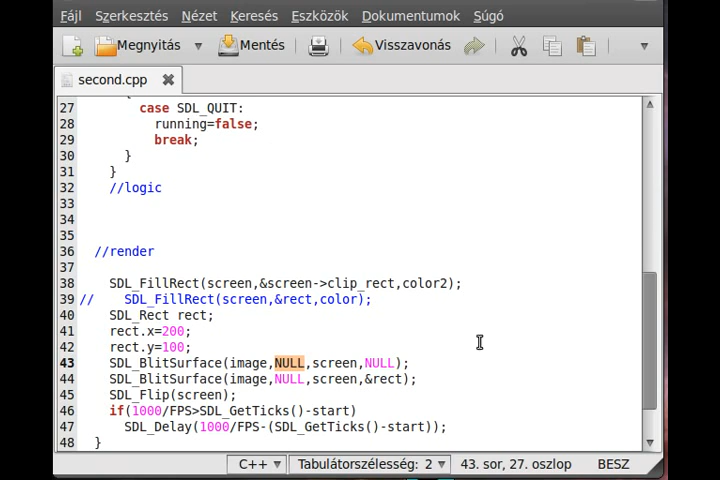 Fájl Szerkesztés Nézet Keresés Eszközök Dokumentumok Súgó
Megnyitás Mentés Visszavonás
second.cpp
27 case SDL_QUIT:
28 running=false;
29 break;
30 }
31 }
32 //logic
33
34
35
36 //render
37
38 SDL_FillRect(screen,&screen->clip_rect,color2);
39 // SDL_FillRect(screen,&rect,color);
40 SDL_Rect rect;
41 rect.x=200;
42 rect.y=100;
43 SDL_BlitSurface(image,NULL,screen,NULL);
44 SDL_BlitSurface(image,NULL,screen,&rect);
45 SDL_Flip(screen);
46 if(1000/FPS>SDL_GetTicks()-start)
47 SDL_Delay(1000/FPS-(SDL_GetTicks()-start));
48 }
C++ Tabulátorszélesség: 2 43. sor, 27. oszlop BESZ